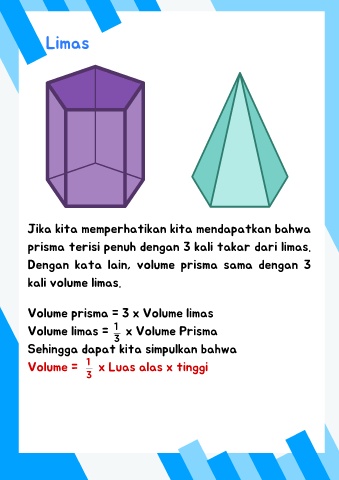 Limas
Jika kita memperhatikan kita mendapatkan bahwa
prisma terisi penuh dengan 3 kali takar dari limas.
Dengan kata lain, volume prisma sama dengan 3
kali volume limas.
Volume prisma = 3 x Volume limas
Volume limas = 1/3 x Volume Prisma
Sehingga dapat kita simpulkan bahwa
Volume = 1/3 x Luas alas x tinggi